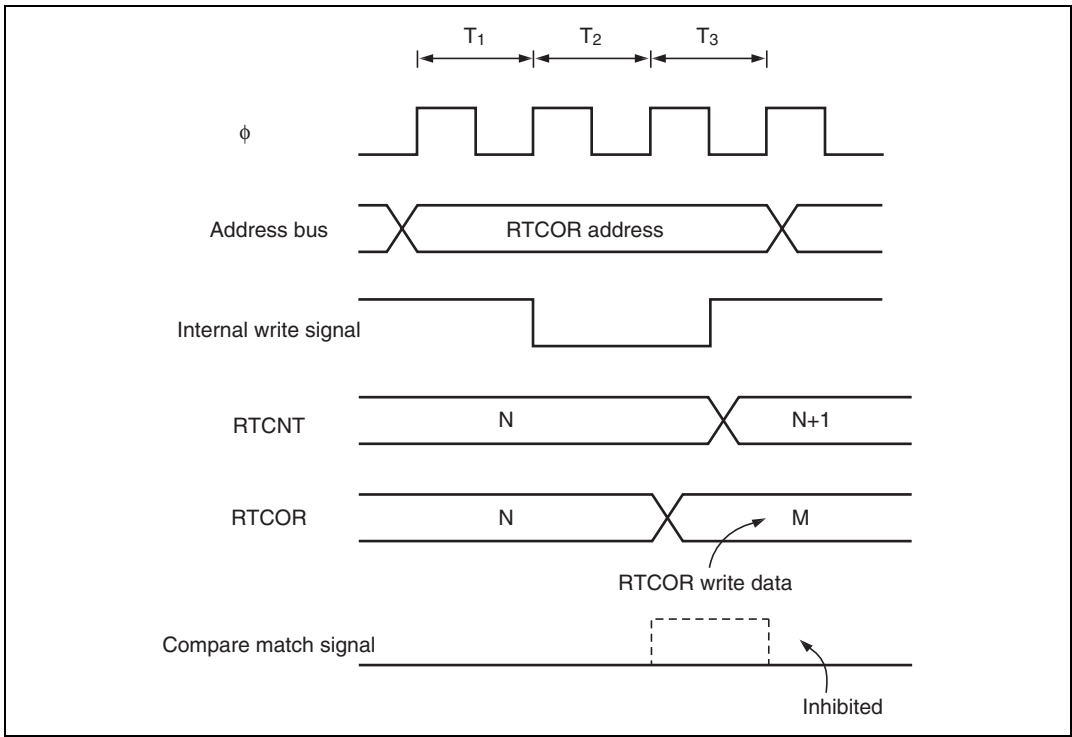 T1 T2 T3
ϕ
Address bus RTCOR address
Internal write signal
RTCNT N N+1
RTCOR N M
RTCOR write data
Compare match signal
Inhibited